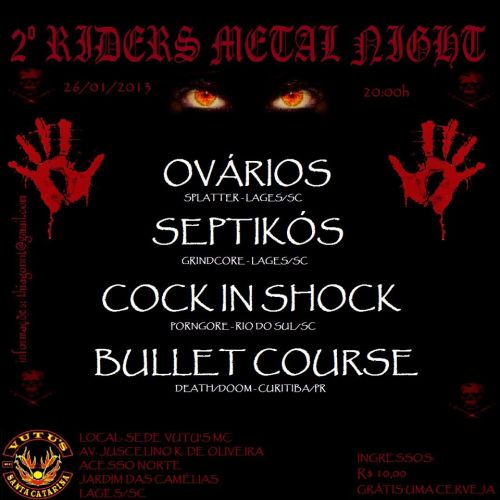 2º RIDERS METAL NIGHT
26/01/2013
20:00h
OVÁRIOS
SPLATTER - LAGES/SC
SEPTIKÓS
GRINDCORE - LAGES/SC
COCK IN SHOCK
PORNGORE - RIO DO SUL/SC
BULLET COURSE
DEATH/DOOM - CURITIBA/PR
LOCAL: SEDE VUTU'S MC
AV. JUSCELINO K. DE OLIVEIRA
ACESSO NORTE
JARDIM DAS CAMELIAS
LAGES/SC
INGRESSOS
R$ 10,00
GRÁTIS UMA CERVEJA
VUTU'S
SANTA CATARINA